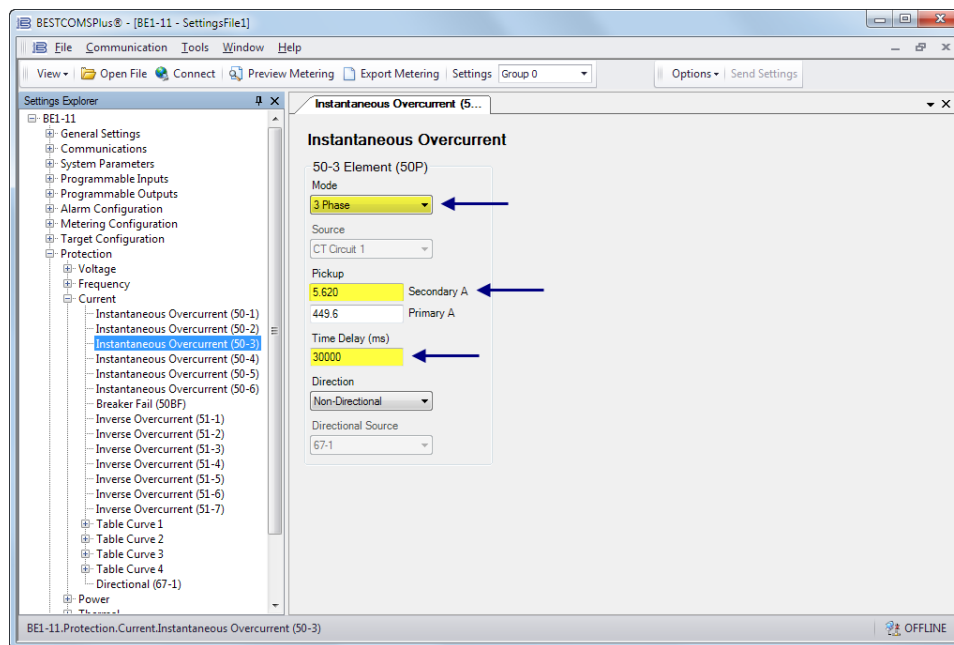 BESTCOMSPlus® - [BE1-11 - SettingsFile1]
File Communication Tools Window Help
View Open File Connect Preview Metering Export Metering Settings Group 0 Options Send Settings
Settings Explorer
BE1-11
General Settings
Communications
System Parameters
Programmable Inputs
Programmable Outputs
Alarm Configuration
Metering Configuration
Target Configuration
Protection
Voltage
Frequency
Current
Instantaneous Overcurrent (50-1)
Instantaneous Overcurrent (50-2)
Instantaneous Overcurrent (50-3)
Instantaneous Overcurrent (50-4)
Instantaneous Overcurrent (50-5)
Instantaneous Overcurrent (50-6)
Breaker Fail (50BF)
Inverse Overcurrent (51-1)
Inverse Overcurrent (51-2)
Inverse Overcurrent (51-3)
Inverse Overcurrent (51-4)
Inverse Overcurrent (51-5)
Inverse Overcurrent (51-6)
Inverse Overcurrent (51-7)
Table Curve 1
Table Curve 2
Table Curve 3
Table Curve 4
Directional (67-1)
Power
Thermal
Instantaneous Overcurrent (5...
Instantaneous Overcurrent
50-3 Element (50P)
Mode
3 Phase
Source
CT Circuit 1
Pickup
5.620 Secondary A
449.6 Primary A
Time Delay (ms)
30000
Direction
Non-Directional
Directional Source
67-1
BE1-11.Protection.Current.Instantaneous Overcurrent (50-3) OFFLINE